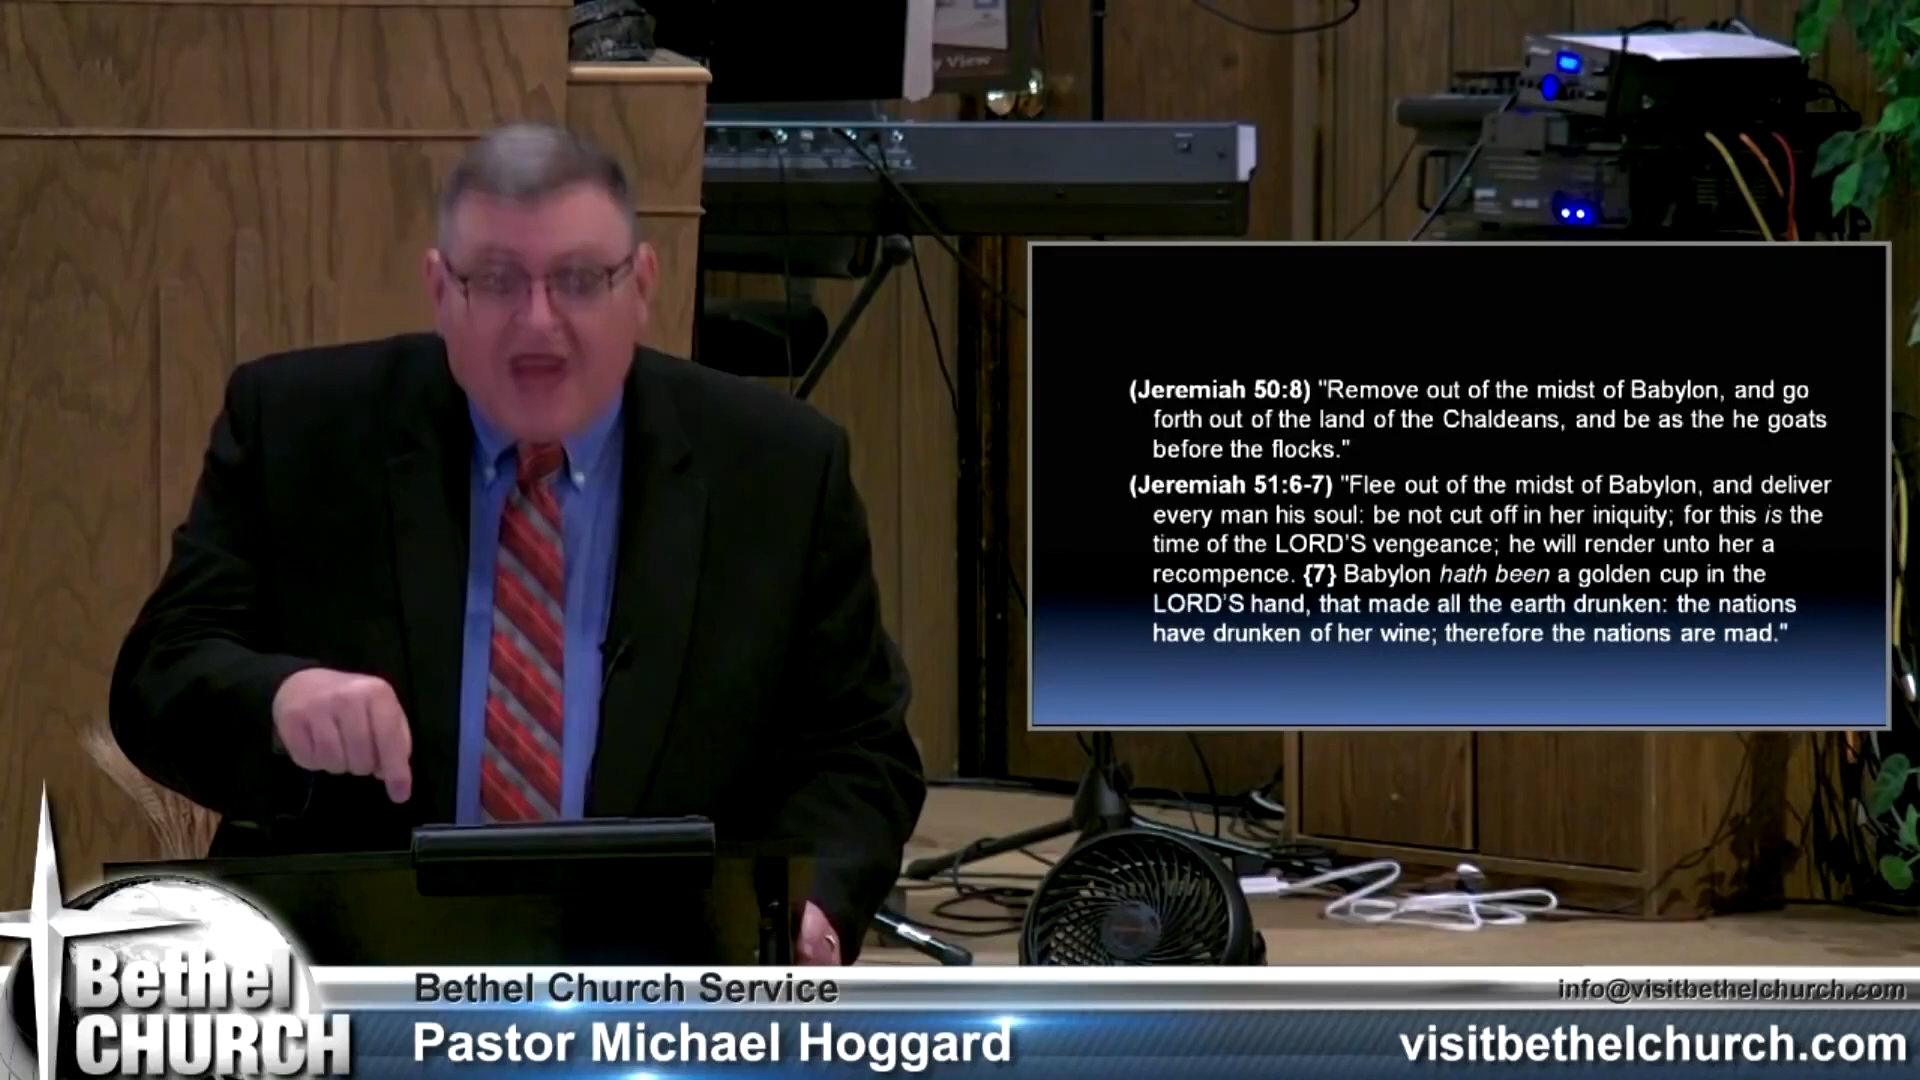 y View
(Jeremiah 50:8) "Remove out of the midst of Babylon, and go
forth out of the land of the Chaldeans, and be as the he goats
before the flocks."
(Jeremiah 51:6-7) "Flee out of the midst of Babylon, and deliver
every man his soul: be not cut off in her iniquity; for this is the
time of the LORD'S vengeance; he will render unto her a
recompence. {7} Babylon hath been a golden cup in the
LORD'S hand, that made all the earth drunken: the nations
have drunken of her wine; therefore the nations are mad."
Bethel
CHURCH
Bethel Church Service
info@visitbethelchurch.com
Pastor Michael Hoggard
visitbethelchurch.com